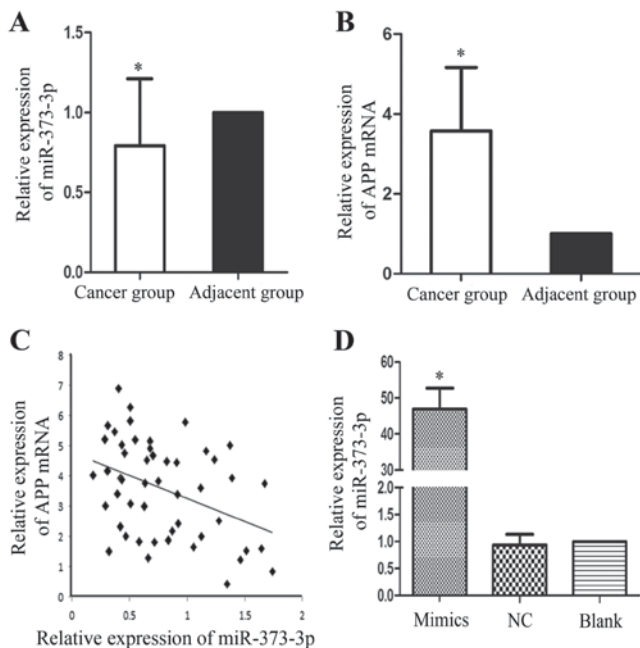 A
Relative expression
of miR-373-3p
1.5
1.0
0.5
0.0
*
Cancer group
Adjacent group
B
Relative expression
of APP mRNA
6
4
2
0
*
Cancer group
Adjacent group
C
Relative expression
of APP mRNA
8
7
6
5
4
3
2
1
0
0
0.5
1
1.5
2
Relative expression of miR-373-3p
D
Relative expression
of miR-373-3p
60
50
40
30
2.0
1.5
1.0
0.5
0.0
*
Mimics
NC
Blank